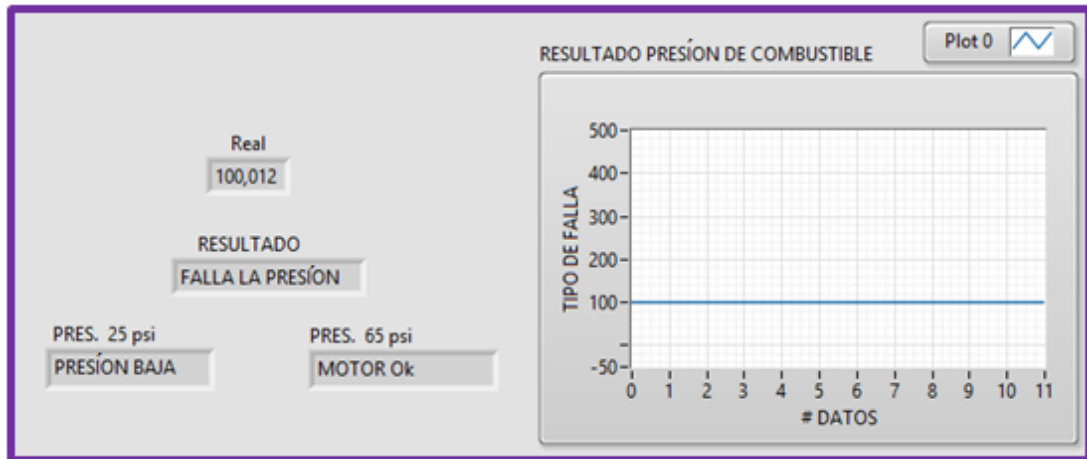 Real
100,012
RESULTADO
FALLA LA PRESÍON
PRES. 25 psi
PRESÍON BAJA
PRES. 65 psi
MOTOR Ok
RESULTADO PRESÍON DE COMBUSTIBLE
Plot 0
TIPO DE FALLA
500
400
300
200
100
-50
0 1 2 3 4 5 6 7 8 9 10 11
# DATOS